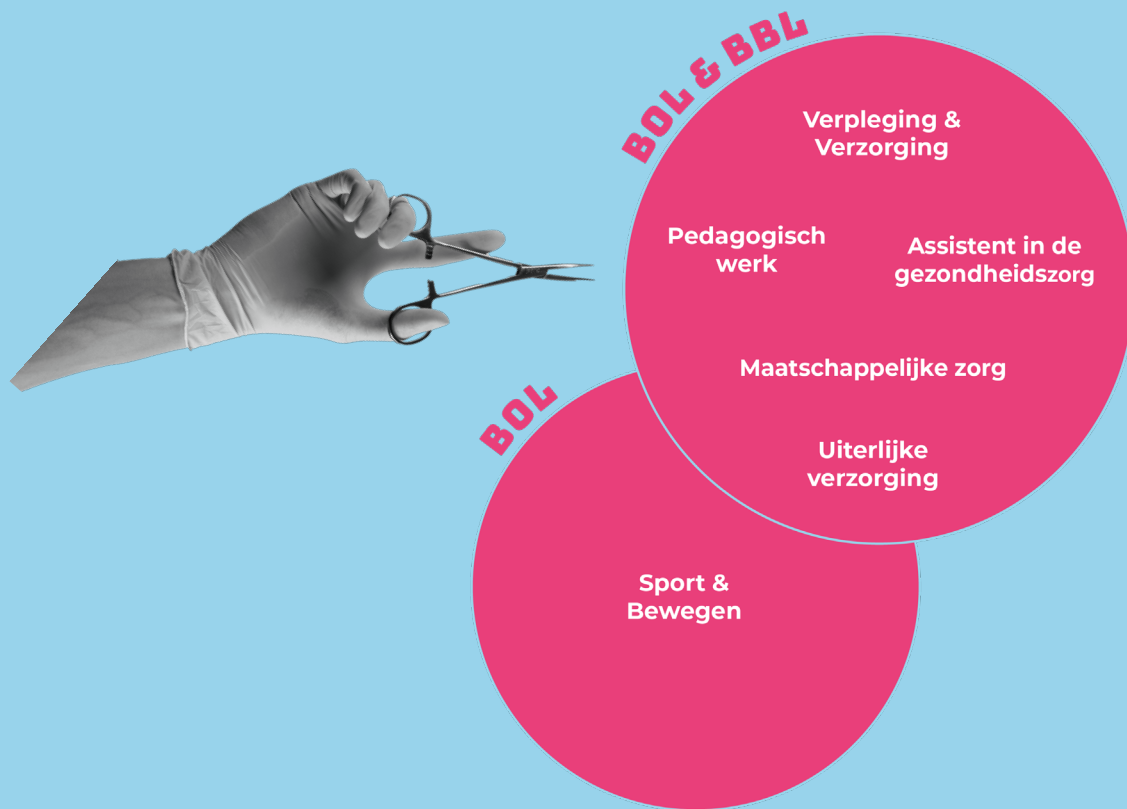 BOL & BBL
Verpleging &
Verzorging
Pedagogisch
werk
Assistent in de
gezondheidszorg
Maatschappelijke zorg
Uiterlijke
verzorging
BOL
Sport &
Bewegen